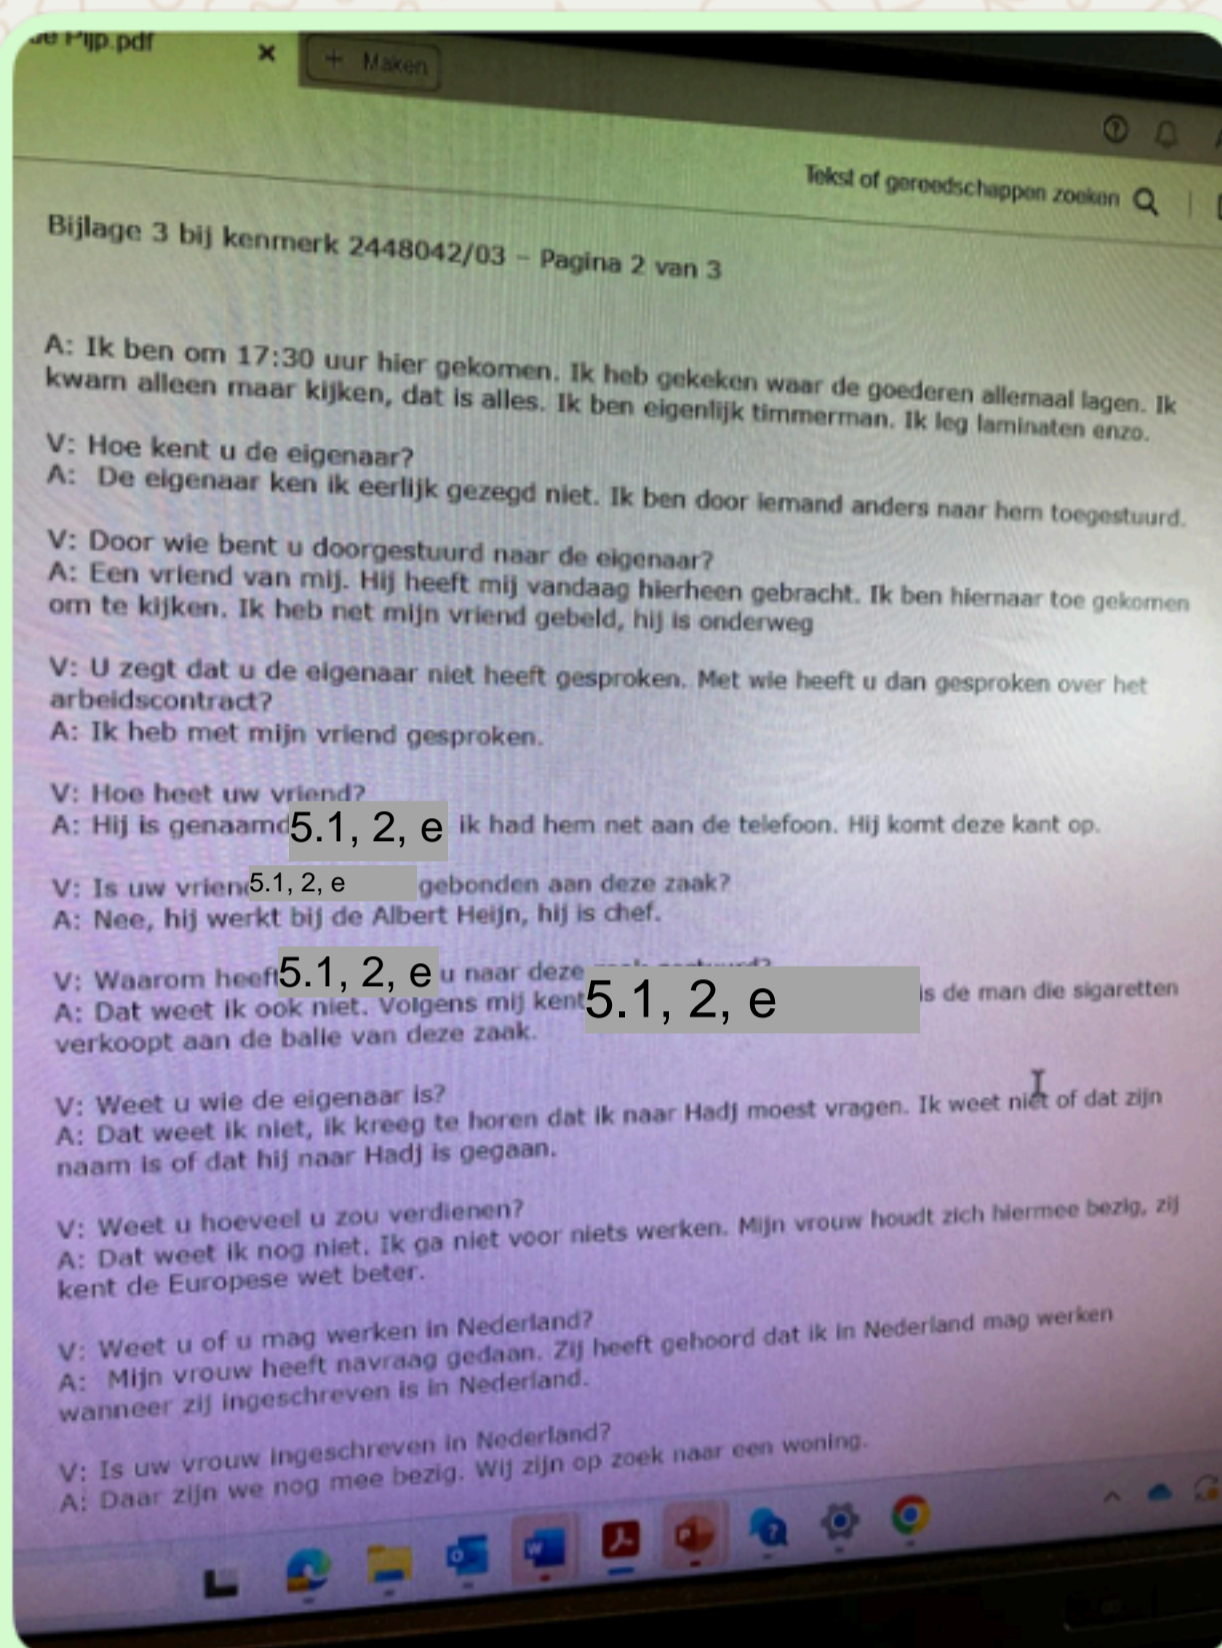 de Pijp.pdf
+ Maken
Tekst of gereedschappen zoeken
Bijlage 3 bij kenmerk 2448042/03 - Pagina 2 van 3
A: Ik ben om 17:30 uur hier gekomen. Ik heb gekeken waar de goederen allemaal lagen. Ik
kwam alleen maar kijken, dat is alles. Ik ben eigenlijk timmerman. Ik leg laminaten enzo.
V: Hoe kent u de eigenaar?
A: De eigenaar ken ik eerlijk gezegd niet. Ik ben door iemand anders naar hem toegestuurd.
V: Door wie bent u doorgestuurd naar de eigenaar?
A: Een vriend van mij. Hij heeft mij vandaag hierheen gebracht. Ik ben hiernaar toe gekomen
om te kijken. Ik heb net mijn vriend gebeld, hij is onderweg
V: U zegt dat u de eigenaar niet heeft gesproken. Met wie heeft u dan gesproken over het
arbeidscontract?
A: Ik heb met mijn vriend gesproken.
V: Hoe heet uw vriend?
A: Hij is genaamd 5.1, 2, e ik had hem net aan de telefoon. Hij komt deze kant op.
V: Is uw vriend 5.1, 2, e gebonden aan deze zaak?
A: Nee, hij werkt bij de Albert Heijn, hij is chef.
V: Waarom heeft 5.1, 2, e u naar deze
A: Dat weet ik ook niet. Volgens mij kent 5.1, 2, e is de man die sigaretten
verkoopt aan de balie van deze zaak.
V: Weet u wie de eigenaar is?
A: Dat weet ik niet, ik kreeg te horen dat ik naar Hadj moest vragen. Ik weet niet of dat zijn
naam is of dat hij naar Hadj is gegaan.
V: Weet u hoeveel u zou verdienen?
A: Dat weet ik nog niet. Ik ga niet voor niets werken. Mijn vrouw houdt zich hiermee bezig, zij
kent de Europese wet beter.
V: Weet u of u mag werken in Nederland?
A: Mijn vrouw heeft navraag gedaan. Zij heeft gehoord dat ik in Nederland mag werken
wanneer zij ingeschreven is in Nederland.
V: Is uw vrouw ingeschreven in Nederland?
A: Daar zijn we nog mee bezig. Wij zijn op zoek naar een woning.